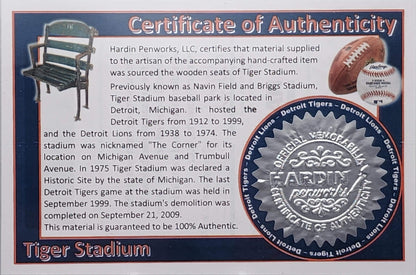 Certificate of Authenticity
Hardin Penworks, LLC, certifies that material supplied
to the artisan of the accompanying hand-crafted item
was sourced the wooden seats of Tiger Stadium.
Previously known as Navin Field and Briggs Stadium,
Tiger Stadium baseball park is located in
Detroit, Michigan. It hosted the
Detroit Tigers from 1912 to 1999,
and the Detroit Lions from 1938 to 1974. The
stadium was nicknamed "The Corner" for its
location on Michigan Avenue and Trumbull
Avenue. In 1975 Tiger Stadium was declared a
Historic Site by the state of Michigan. The last
Detroit Tigers game at the stadium was held in
September 1999. The stadium's demolition was
completed on September 21, 2009.
This material is guaranteed to be 100% Authentic.
Tiger Stadium
Detroit Tigers - Detroit Lions - Detroit Tigers - Detroit Lions - Detroit Tigers - Detroit Lions
OFFICIAL MEMORABILIA
HARDIN
penworks
CERTIFICATE OF AUTHENTICITY
Rawlings